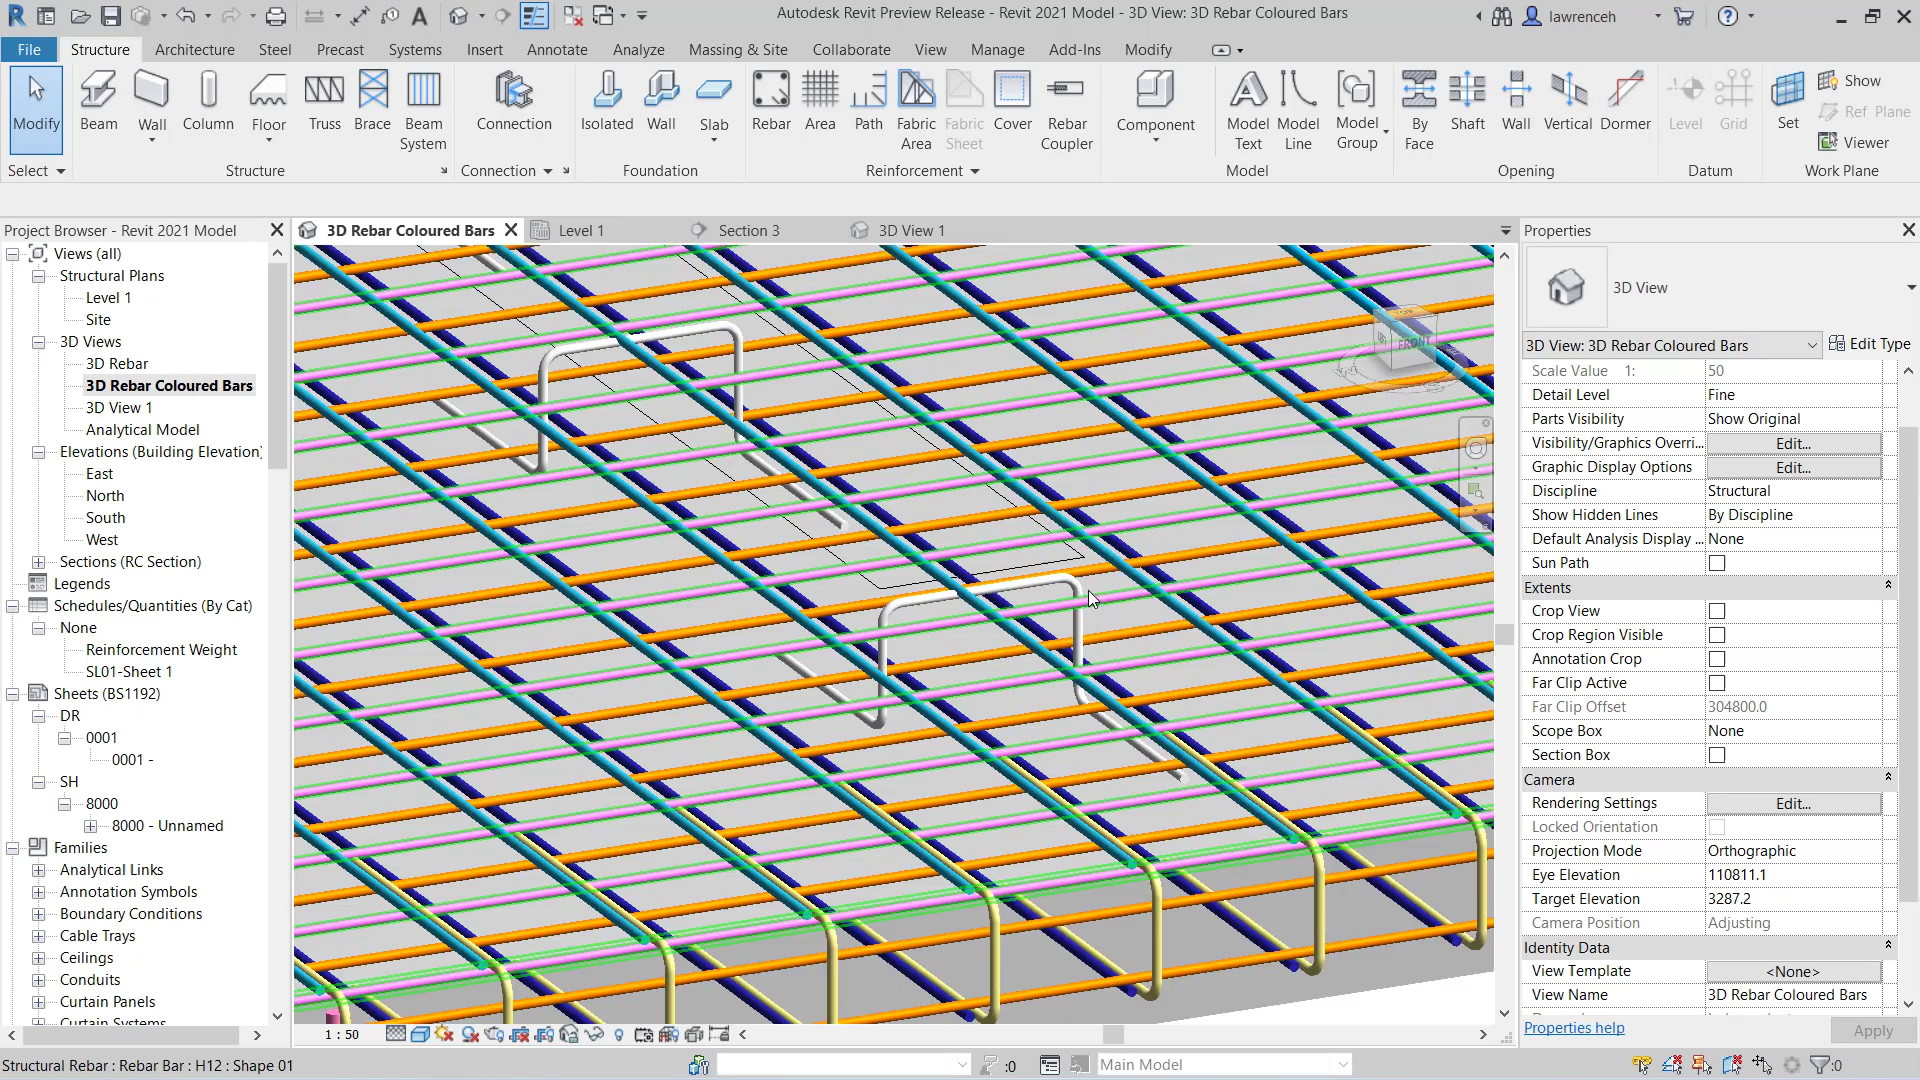 Autodesk Revit Preview Release - Revit 2021 Model - 3D View: 3D Rebar Coloured Bars
lawrenceh
File Structure Architecture Steel Precast Systems Insert Annotate Analyze Massing & Site Collaborate View Manage Add-Ins Modify
Modify
Beam
Wall
Column
Floor
Truss
Brace
Beam System
Connection
Isolated
Wall
Slab
Rebar
Area
Path
Fabric Area
Fabric Sheet
Cover
Rebar Coupler
Component
Model Text
Model Line
Model Group
By Face
Shaft
Wall
Vertical
Dormer
Level
Grid
Set
Show
Ref Plane
Viewer
Select Structure Connection Foundation Reinforcement Model Opening Datum Work Plane
Project Browser - Revit 2021 Model
Views (all)
Structural Plans
Level 1
Site
3D Views
3D Rebar
3D Rebar Coloured Bars
3D View 1
Analytical Model
Elevations (Building Elevation)
East
North
South
West
Sections (RC Section)
Legends
Schedules/Quantities (By Cat)
None
Reinforcement Weight
SL01-Sheet 1
Sheets (BS1192)
DR
0001
0001 -
SH
8000
8000 - Unnamed
Families
Analytical Links
Annotation Symbols
Boundary Conditions
Cable Trays
Ceilings
Conduits
Curtain Panels
Curtain Systems
3D Rebar Coloured Bars Level 1 Section 3 3D View 1
FRONT
1 : 50
Properties
3D View
3D View: 3D Rebar Coloured Bars Edit Type
Scale Value 1: 50
Detail Level Fine
Parts Visibility Show Original
Visibility/Graphics Overri... Edit...
Graphic Display Options Edit...
Discipline Structural
Show Hidden Lines By Discipline
Default Analysis Display ... None
Sun Path
Extents
Crop View
Crop Region Visible
Annotation Crop
Far Clip Active
Far Clip Offset 304800.0
Scope Box None
Section Box
Camera
Rendering Settings Edit...
Locked Orientation
Projection Mode Orthographic
Eye Elevation 110811.1
Target Elevation 3287.2
Camera Position Adjusting
Identity Data
View Template <None>
View Name 3D Rebar Coloured Bars
Properties help Apply
Structural Rebar : Rebar Bar : H12 : Shape 01
:0
Main Model
:0